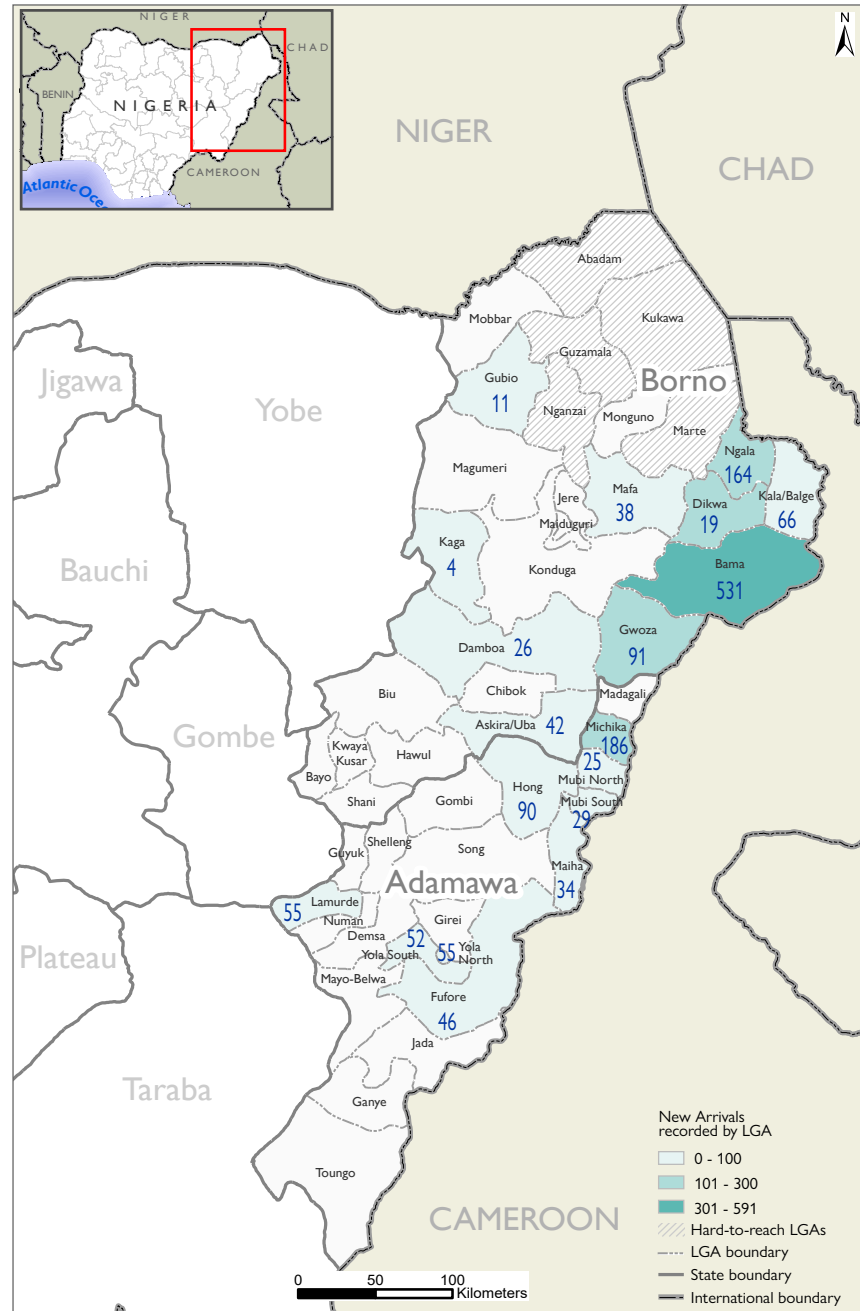 NIGER
CHAD
BENIN
NIGERIA
CAMEROON
Atlantic Oce
N
NIGER
CHAD
Abadam
Mobbar
Kukawa
Guzamala
Jigawa
Borno
Gubio
11
Yobe
Nganzai
Monguno
Marte
Ngala
164
Magumeri
Jere
Mafa
38
Dikwa
19
Kala/Balge
66
Maiduguri
Kaga
4
Konduga
Bama
531
Bauchi
Damboa
26
Gwoza
91
Chibok
Madagali
Biu
Askira/Uba
42
Michika
186
Gombe
Kwaya
Kusar
Hawul
25
Mubi North
Bayo
Hong
90
Mubi South
29
Shani
Gombi
Guyuk
Shelleng
Song
Maiha
34
Adamawa
55
Lamurde
Numan
Girei
Demsa
52
55
Yola
North
Yola South
Plateau
Mayo-Belwa
Fufore
46
Jada
Taraba
Ganye
Toungo
CAMEROON
New Arrivals
recorded by LGA
0 - 100
101 - 300
301 - 591
Hard-to-reach LGAs
LGA boundary
State boundary
International boundary
0 50 100
Kilometers